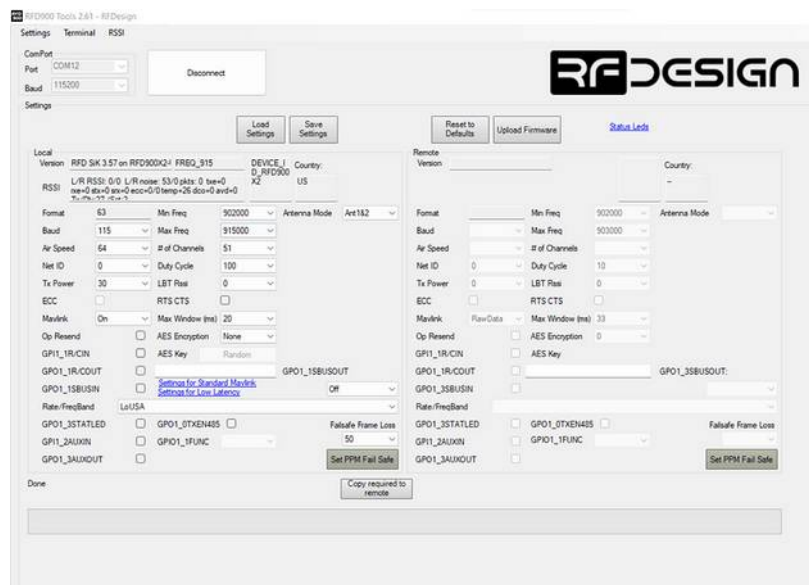 RFD900 Tools 2.61 - RFDesign
Settings Terminal RSSI
ComPort
Port COM12
Baud 115200
Disconnect
RFDESIGN
Settings
Load Settings
Save Settings
Reset to Defaults
Upload Firmware
Status Leds
Local
Version RFD SiK 3.57 on RFD900X2 FREQ_915 DEVICE_ID_RFD900X2 Country: US
RSSI L/R RSSI: 0/0 L/R noise: 53/0 pkts: 0 txe=0
rxe=0 stx=0 srx=0 ecc=0/0 temp=26 dco=0 avd=0
Format 63 Min Freq 902000 Antenna Mode Ant1&2
Baud 115 Max Freq 915000
Air Speed 64 # of Channels 51
Net ID 0 Duty Cycle 100
Tx Power 30 LBT Rssi 0
ECC RTS CTS
Mavlink On Max Window (ms) 20
Op Resend AES Encryption None
GPI1_1R/CIN AES Key Random
GPO1_1R/COUT GPO1_1SBUSOUT
GPO1_1SBUSIN Settings for Standard Mavlink
Settings for Low Latency Off
Rate/FreqBand LoUSA
GPO1_3STATLED GPO1_0TXEN485 Failsafe Frame Loss
GPI1_2AUXIN GPIO1_1FUNC 50
GPO1_3AUXOUT Set PPM Fail Safe
Remote
Version Country:
--
Format Min Freq 902000 Antenna Mode
Baud Max Freq 903000
Air Speed # of Channels
Net ID 0 Duty Cycle 10
Tx Power LBT Rssi
ECC RTS CTS
Mavlink RawData Max Window (ms) 33
Op Resend AES Encryption 0
GPI1_1R/CIN AES Key
GPO1_1R/COUT GPO1_3SBUSOUT:
GPO1_3SBUSIN
Rate/FreqBand
GPO1_3STATLED GPO1_0TXEN485 Failsafe Frame Loss
GPI1_2AUXIN GPIO1_1FUNC
GPO1_3AUXOUT Set PPM Fail Safe
Done
Copy required to remote